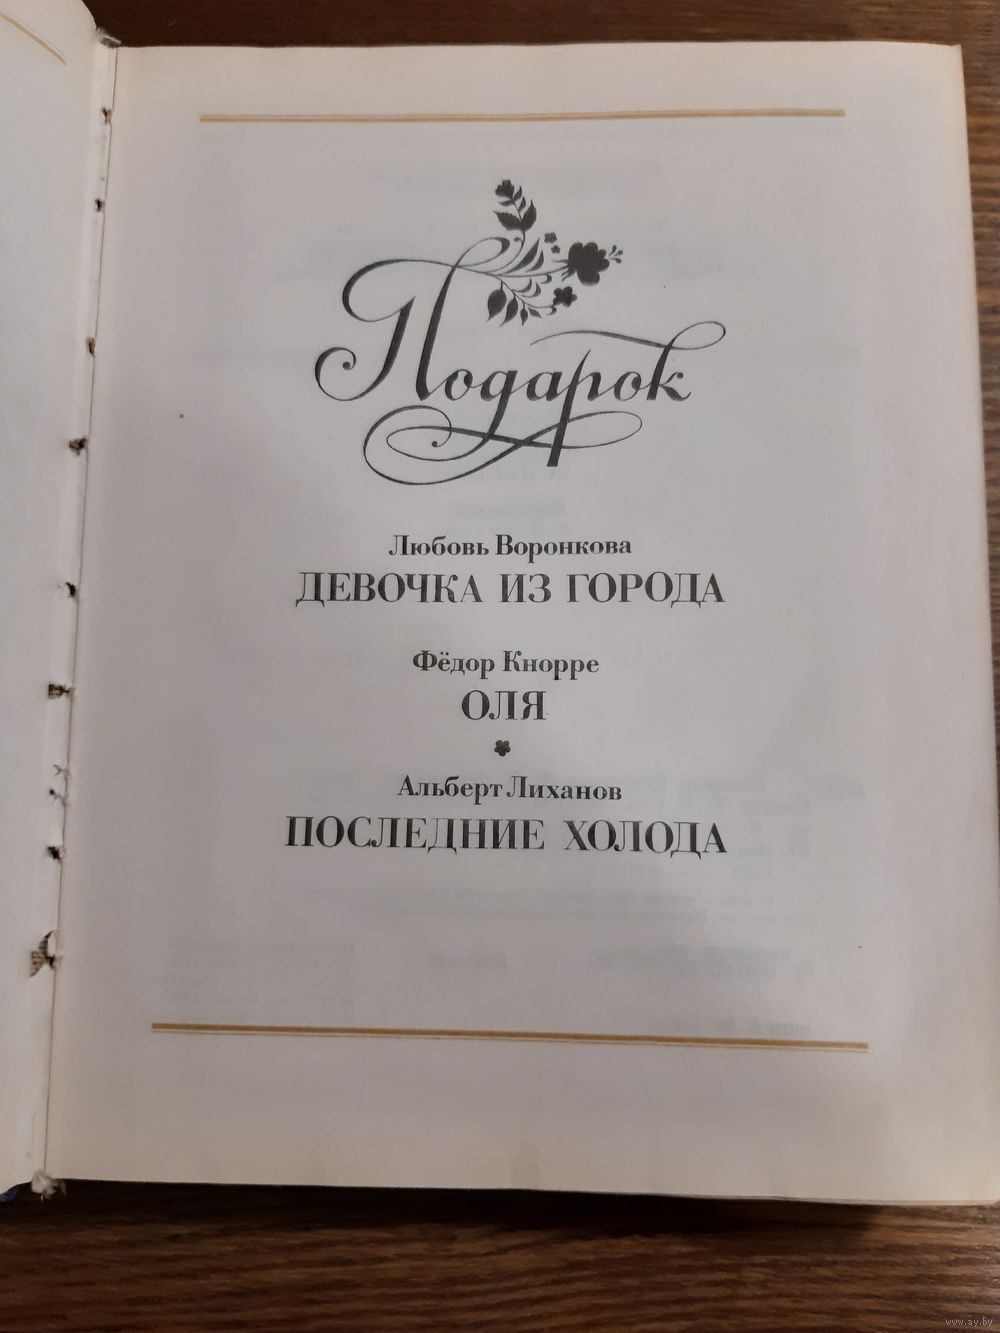 Подарок
Любовь Воронкова
ДЕВОЧКА ИЗ ГОРОДА
Фёдор Кнорре
ОЛЯ
Альберт Лиханов
ПОСЛЕДНИЕ ХОЛОДА
www.ay.by